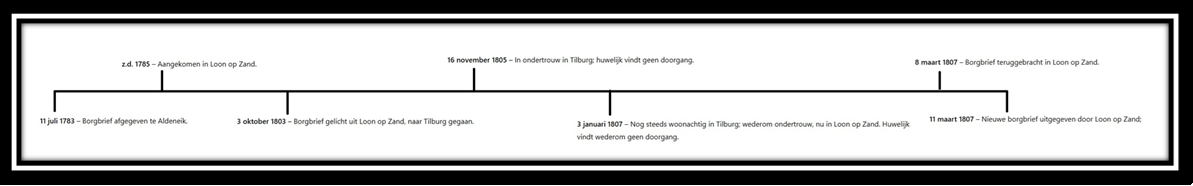 11 juli 1783 – Borgbrief afgegeven te Aldeneik.
z.d. 1785 – Aangekomen in Loon op Zand.
3 oktober 1803 – Borgbrief gelicht uit Loon op Zand, naar Tilburg gegaan.
16 november 1805 – In ondertrouw in Tilburg; huwelijk vindt geen doorgang.
3 januari 1807 – Nog steeds woonachtig in Tilburg; wederom ondertrouw, nu in Loon op Zand. Huwelijk
vindt wederom geen doorgang.
8 maart 1807 – Borgbrief teruggebracht in Loon op Zand.
11 maart 1807 – Nieuwe borgbrief uitgegeven door Loon op Zand;